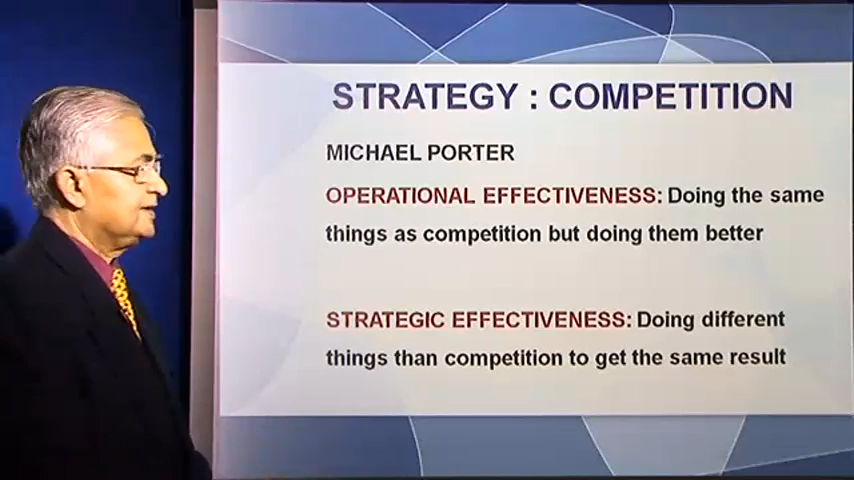 STRATEGY : COMPETITION
MICHAEL PORTER
OPERATIONAL EFFECTIVENESS: Doing the same
things as competition but doing them better
STRATEGIC EFFECTIVENESS: Doing different
things than competition to get the same result